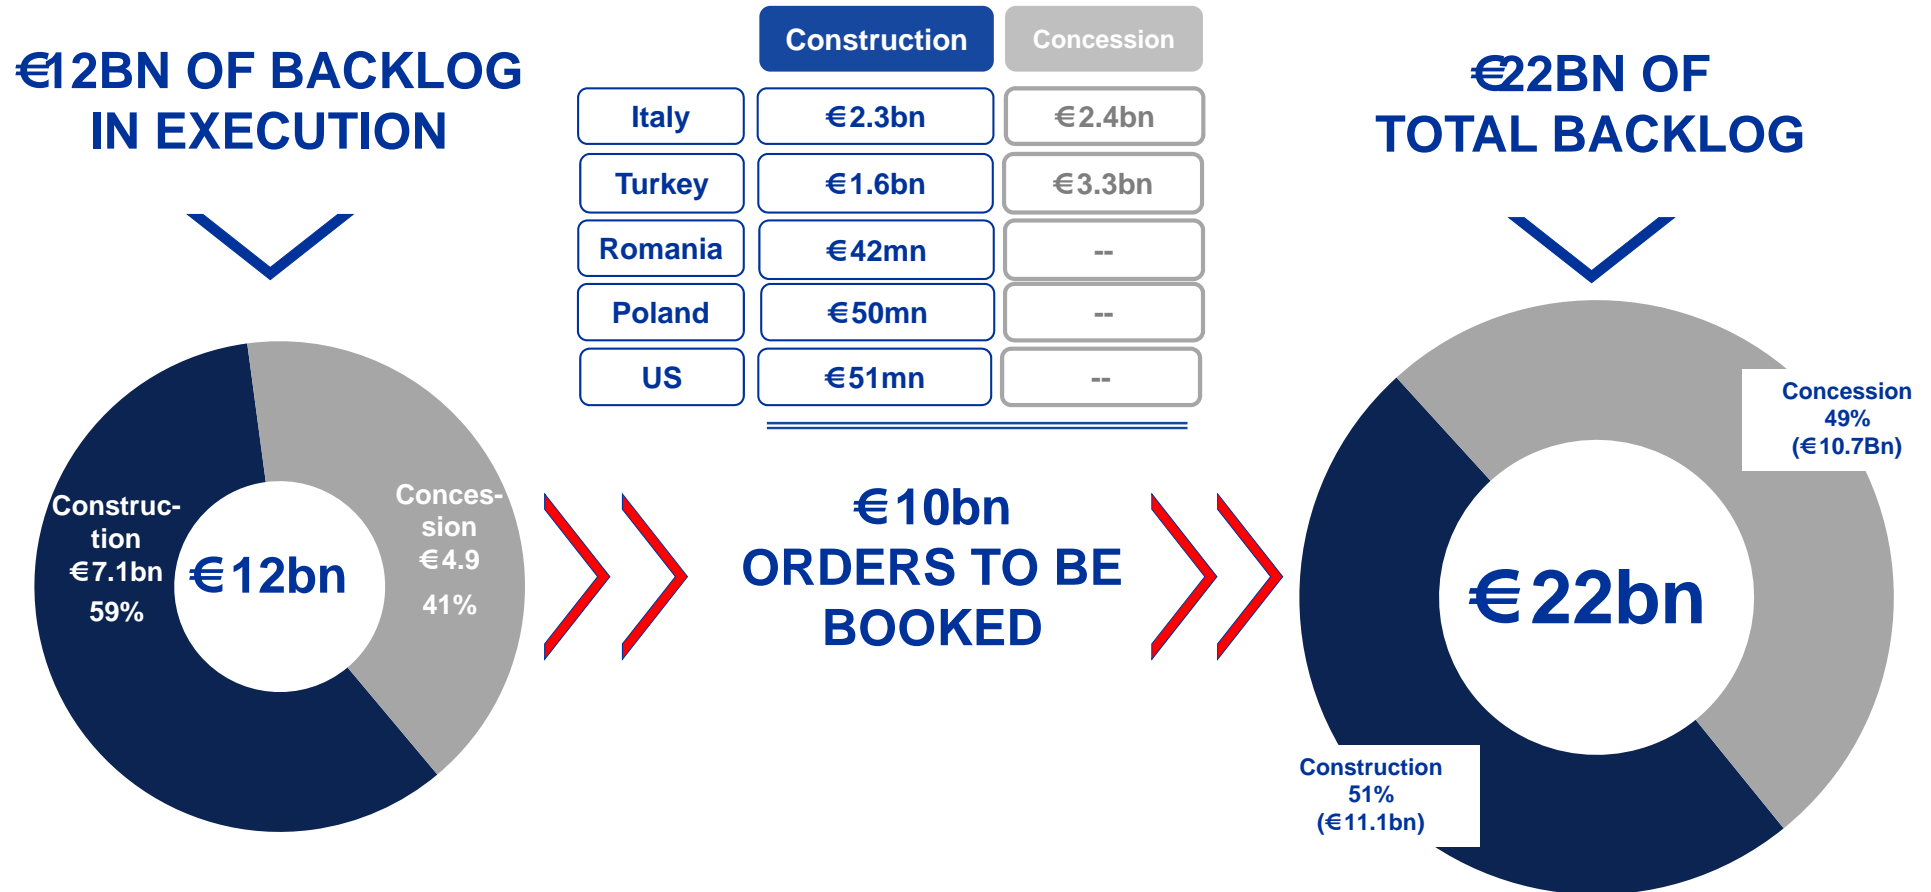 €12BN OF BACKLOG
IN EXECUTION
Construc-
tion
€7.1bn
59%
€12bn
Conces-
sion
€4.9
41%
Construction Concession
Italy €2.3bn €2.4bn
Turkey €1.6bn €3.3bn
Romania €42mn --
Poland €50mn --
US €51mn --
€10bn
ORDERS TO BE
BOOKED
€22BN OF
TOTAL BACKLOG
Concession
49%
(€10.7Bn)
€22bn
Construction
51%
(€11.1bn)